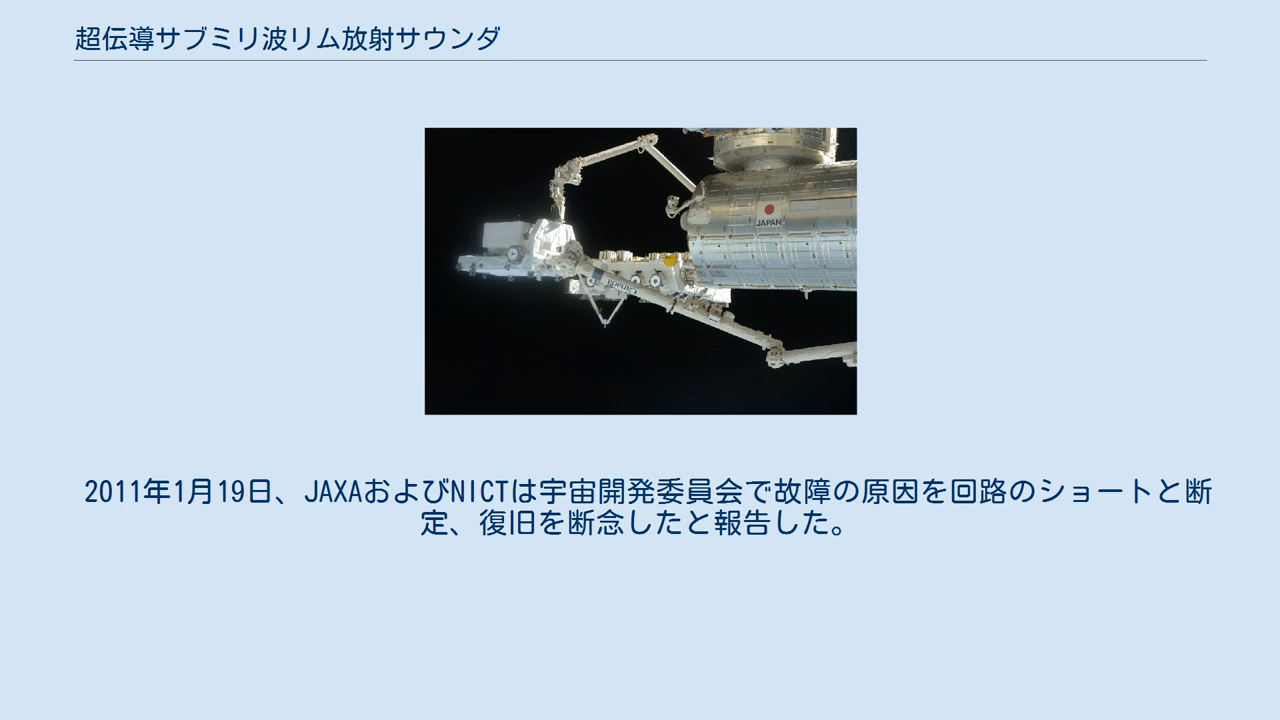 超伝導サブミリ波リム放射サウンダ
JAPAN
Canada
2011年1月19日、JAXAおよびNICTは宇宙開発委員会で故障の原因を回路のショートと断
定、復旧を断念したと報告した。